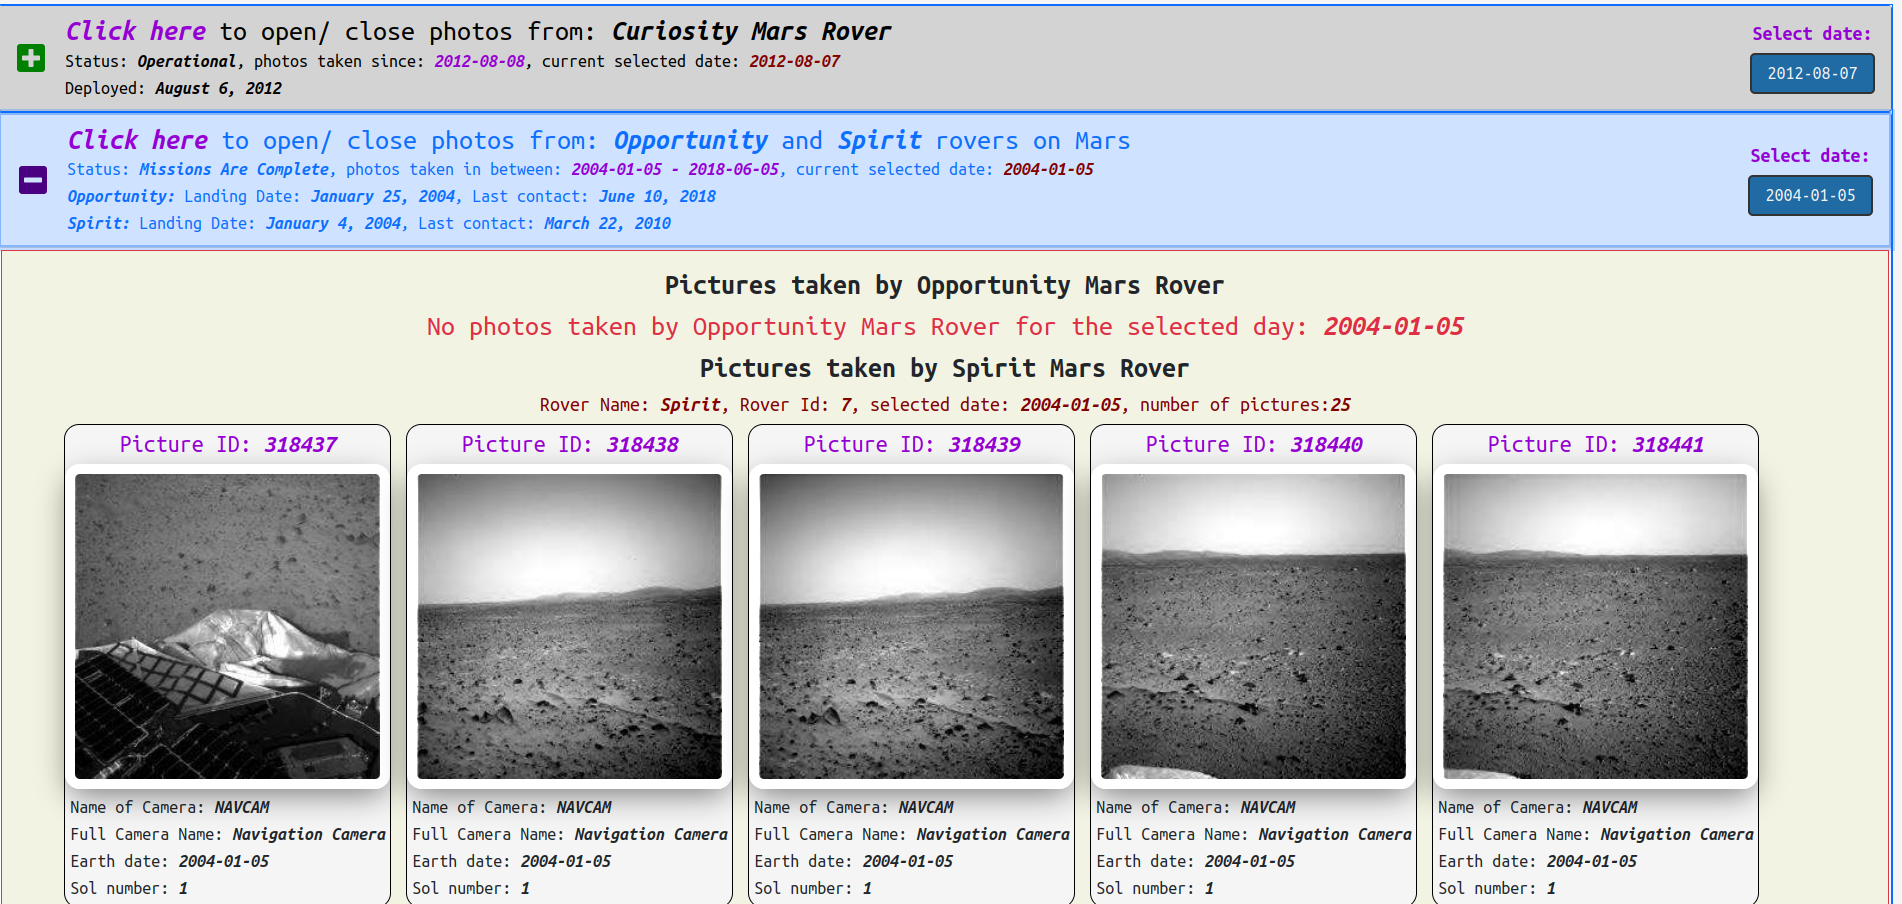 Click here to open/ close photos from: Curiosity Mars Rover
Status: Operational, photos taken since: 2012-08-08, current selected date: 2012-08-07
Deployed: August 6, 2012
Select date:
2012-08-07
Click here to open/ close photos from: Opportunity and Spirit rovers on Mars
Status: Missions Are Complete, photos taken in between: 2004-01-05 - 2018-06-05, current selected date: 2004-01-05
Opportunity: Landing Date: January 25, 2004, Last contact: June 10, 2018
Spirit: Landing Date: January 4, 2004, Last contact: March 22, 2010
Select date:
2004-01-05
Pictures taken by Opportunity Mars Rover
No photos taken by Opportunity Mars Rover for the selected day: 2004-01-05
Pictures taken by Spirit Mars Rover
Rover Name: Spirit, Rover Id: 7, selected date: 2004-01-05, number of pictures:25
Picture ID: 318437
Name of Camera: NAVCAM
Full Camera Name: Navigation Camera
Earth date: 2004-01-05
Sol number: 1
Picture ID: 318438
Name of Camera: NAVCAM
Full Camera Name: Navigation Camera
Earth date: 2004-01-05
Sol number: 1
Picture ID: 318439
Name of Camera: NAVCAM
Full Camera Name: Navigation Camera
Earth date: 2004-01-05
Sol number: 1
Picture ID: 318440
Name of Camera: NAVCAM
Full Camera Name: Navigation Camera
Earth date: 2004-01-05
Sol number: 1
Picture ID: 318441
Name of Camera: NAVCAM
Full Camera Name: Navigation Camera
Earth date: 2004-01-05
Sol number: 1